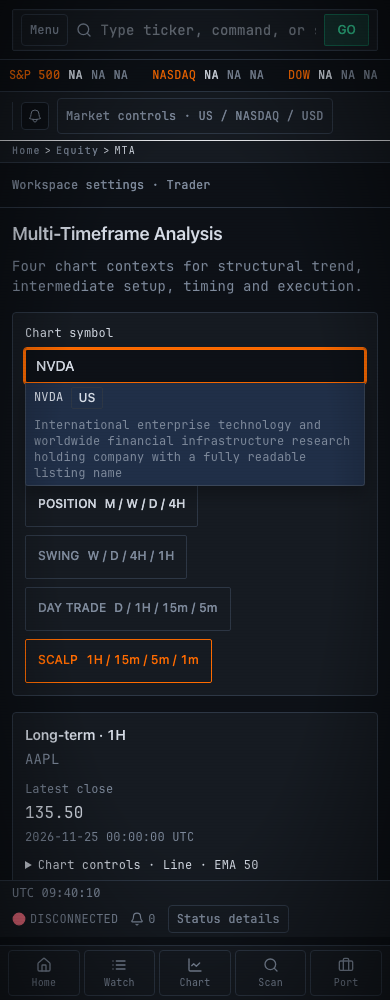 Menu Type ticker, command, or : GO
S&P 500 NA NA NA NASDAQ NA NA NA DOW NA NA NA
Market controls · US / NASDAQ / USD
Home > Equity > MTA
Workspace settings · Trader
Multi-Timeframe Analysis
Four chart contexts for structural trend,
intermediate setup, timing and execution.
Chart symbol
NVDA
NVDA US
International enterprise technology and
worldwide financial infrastructure research
holding company with a fully readable
listing name
POSITION M / W / D / 4H
SWING W / D / 4H / 1H
DAY TRADE D / 1H / 15m / 5m
SCALP 1H / 15m / 5m / 1m
Long-term · 1H
AAPL
Latest close
135.50
2026-11-25 00:00:00 UTC
Chart controls · Line · EMA 50
UTC 09:40:10
DISCONNECTED 0 Status details
Home Watch Chart Scan Port